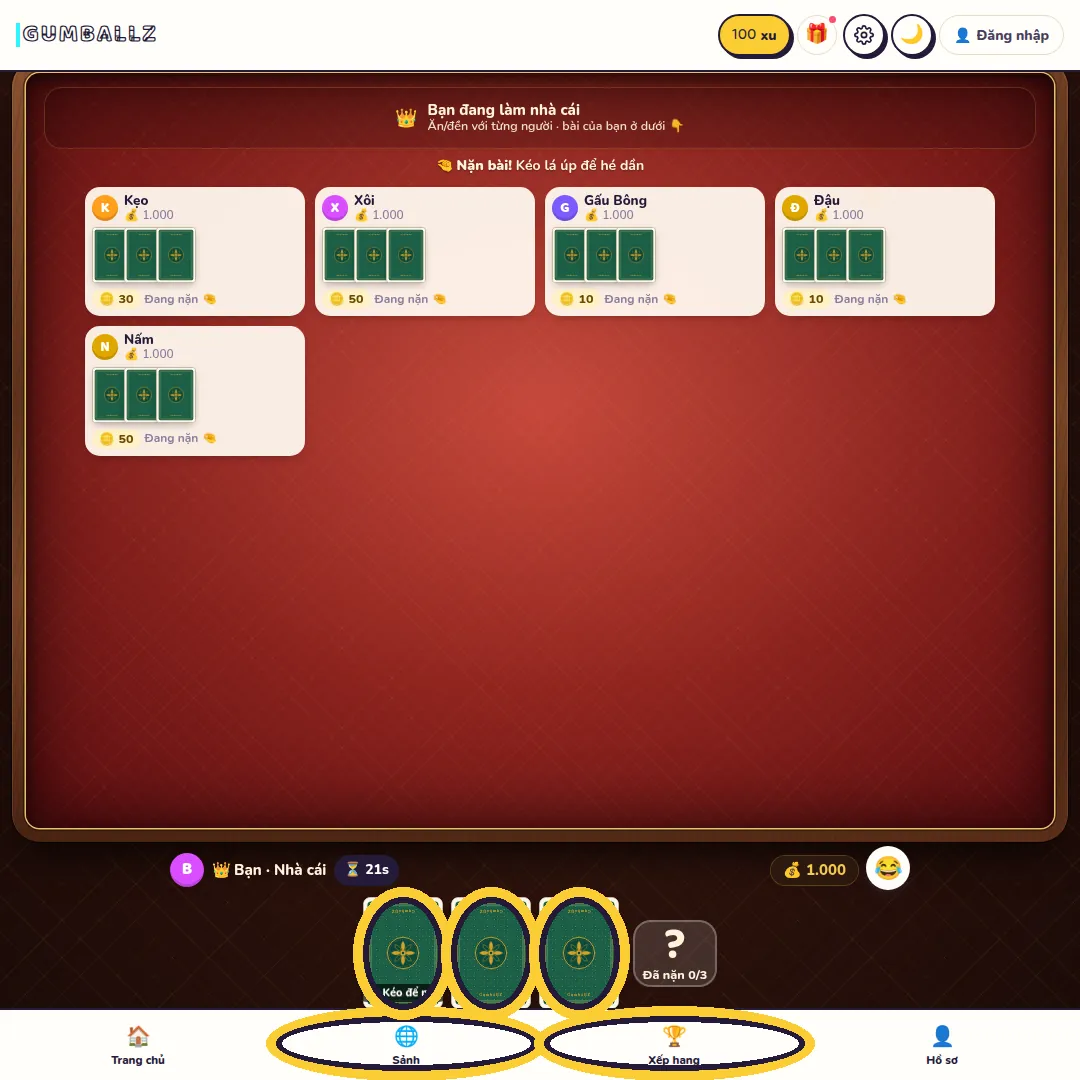 GUMBALLZ
100 xu
Đăng nhập
Bạn đang làm nhà cái
Ăn/đền với từng người · bài của bạn ở dưới
Nặn bài! Kéo lá úp để hé dần
K
Kẹo
1.000
30
Đang nặn
X
Xôi
1.000
50
Đang nặn
G
Gấu Bông
1.000
10
Đang nặn
Đ
Đậu
1.000
10
Đang nặn
N
Nấm
1.000
50
Đang nặn
B
Bạn · Nhà cái
21s
1.000
Kéo để
?
Đã nặn 0/3
Trang chủ
Sảnh
Xếp hạng
Hồ sơ